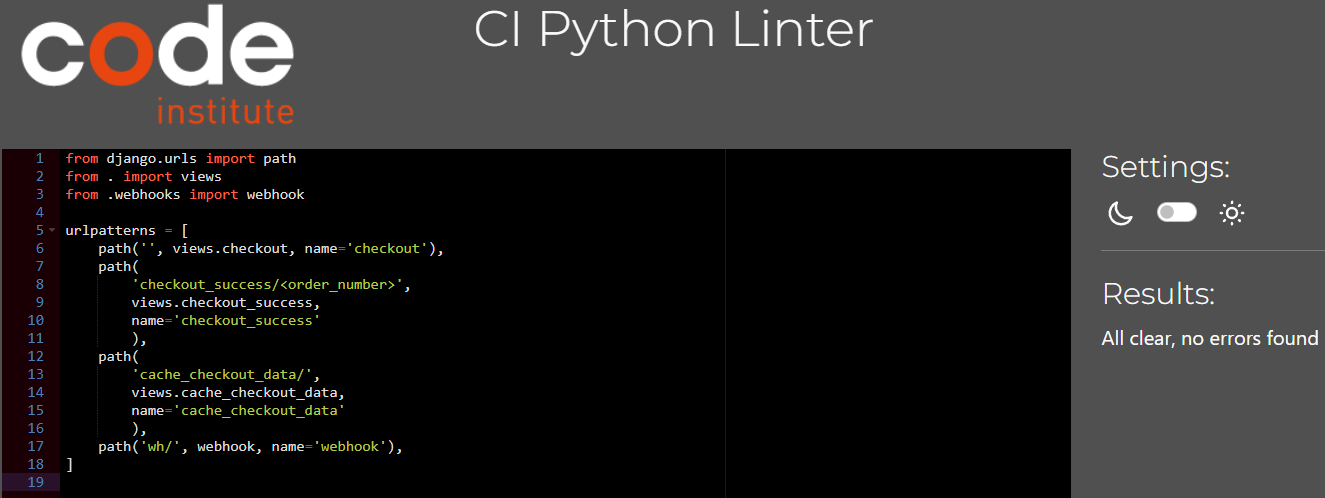 code
institute
CI Python Linter
1 from django.urls import path
2 from . import views
3 from .webhooks import webhook
4
5 urlpatterns = [
6     path('', views.checkout, name='checkout'),
7     path(
8         'checkout_success/<order_number>',
9         views.checkout_success,
10         name='checkout_success'
11         ),
12     path(
13         'cache_checkout_data/',
14         views.cache_checkout_data,
15         name='cache_checkout_data'
16         ),
17     path('wh/', webhook, name='webhook'),
18 ]
19
Settings:
Results:
All clear, no errors found